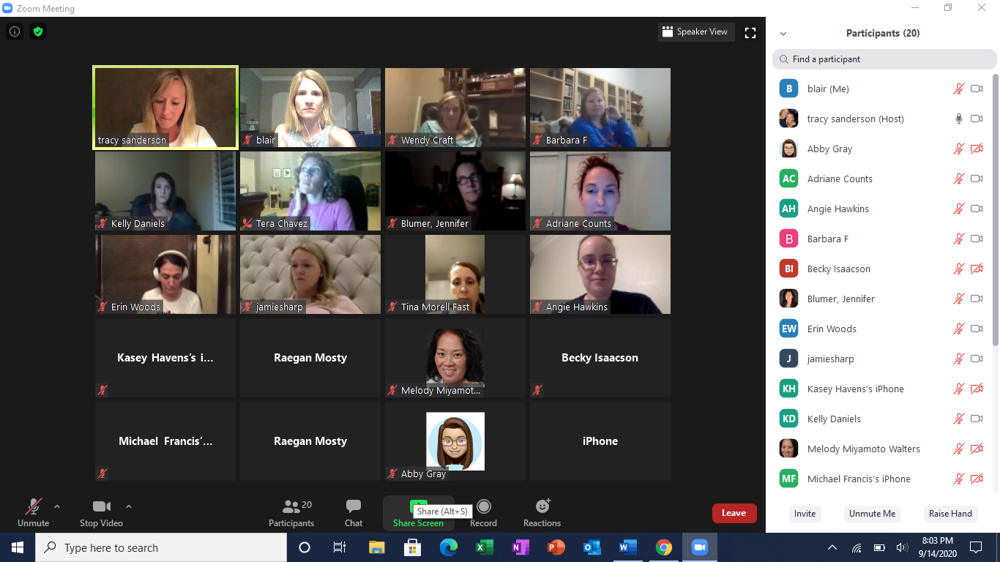 Zoom Meeting
Speaker View
tracy sanderson
blair
Wendy Craft
Barbara F
Kelly Daniels
Tera Chavez
Blumer, Jennifer
Adriane Counts
Erin Woods
jamiesharp
Tina Morell Fast
Angie Hawkins
Kasey Havens's i...
Raegan Mosty
Melody Miyamot...
Becky Isaacson
Michael Francis'...
Raegan Mosty
Abby Gray
iPhone
Unmute
Stop Video
20
Participants
Chat
Share (Alt+S)
Share Screen
Record
Reactions
Leave
Participants (20)
Find a participant
B
blair (Me)
tracy sanderson (Host)
Abby Gray
AC
Adriane Counts
AH
Angie Hawkins
B
Barbara F
BI
Becky Isaacson
Blumer, Jennifer
EW
Erin Woods
J
jamiesharp
KH
Kasey Havens's iPhone
KD
Kelly Daniels
Melody Miyamoto Walters
MF
Michael Francis's iPhone
Invite
Unmute Me
Raise Hand
Type here to search
8:03 PM
9/14/2020